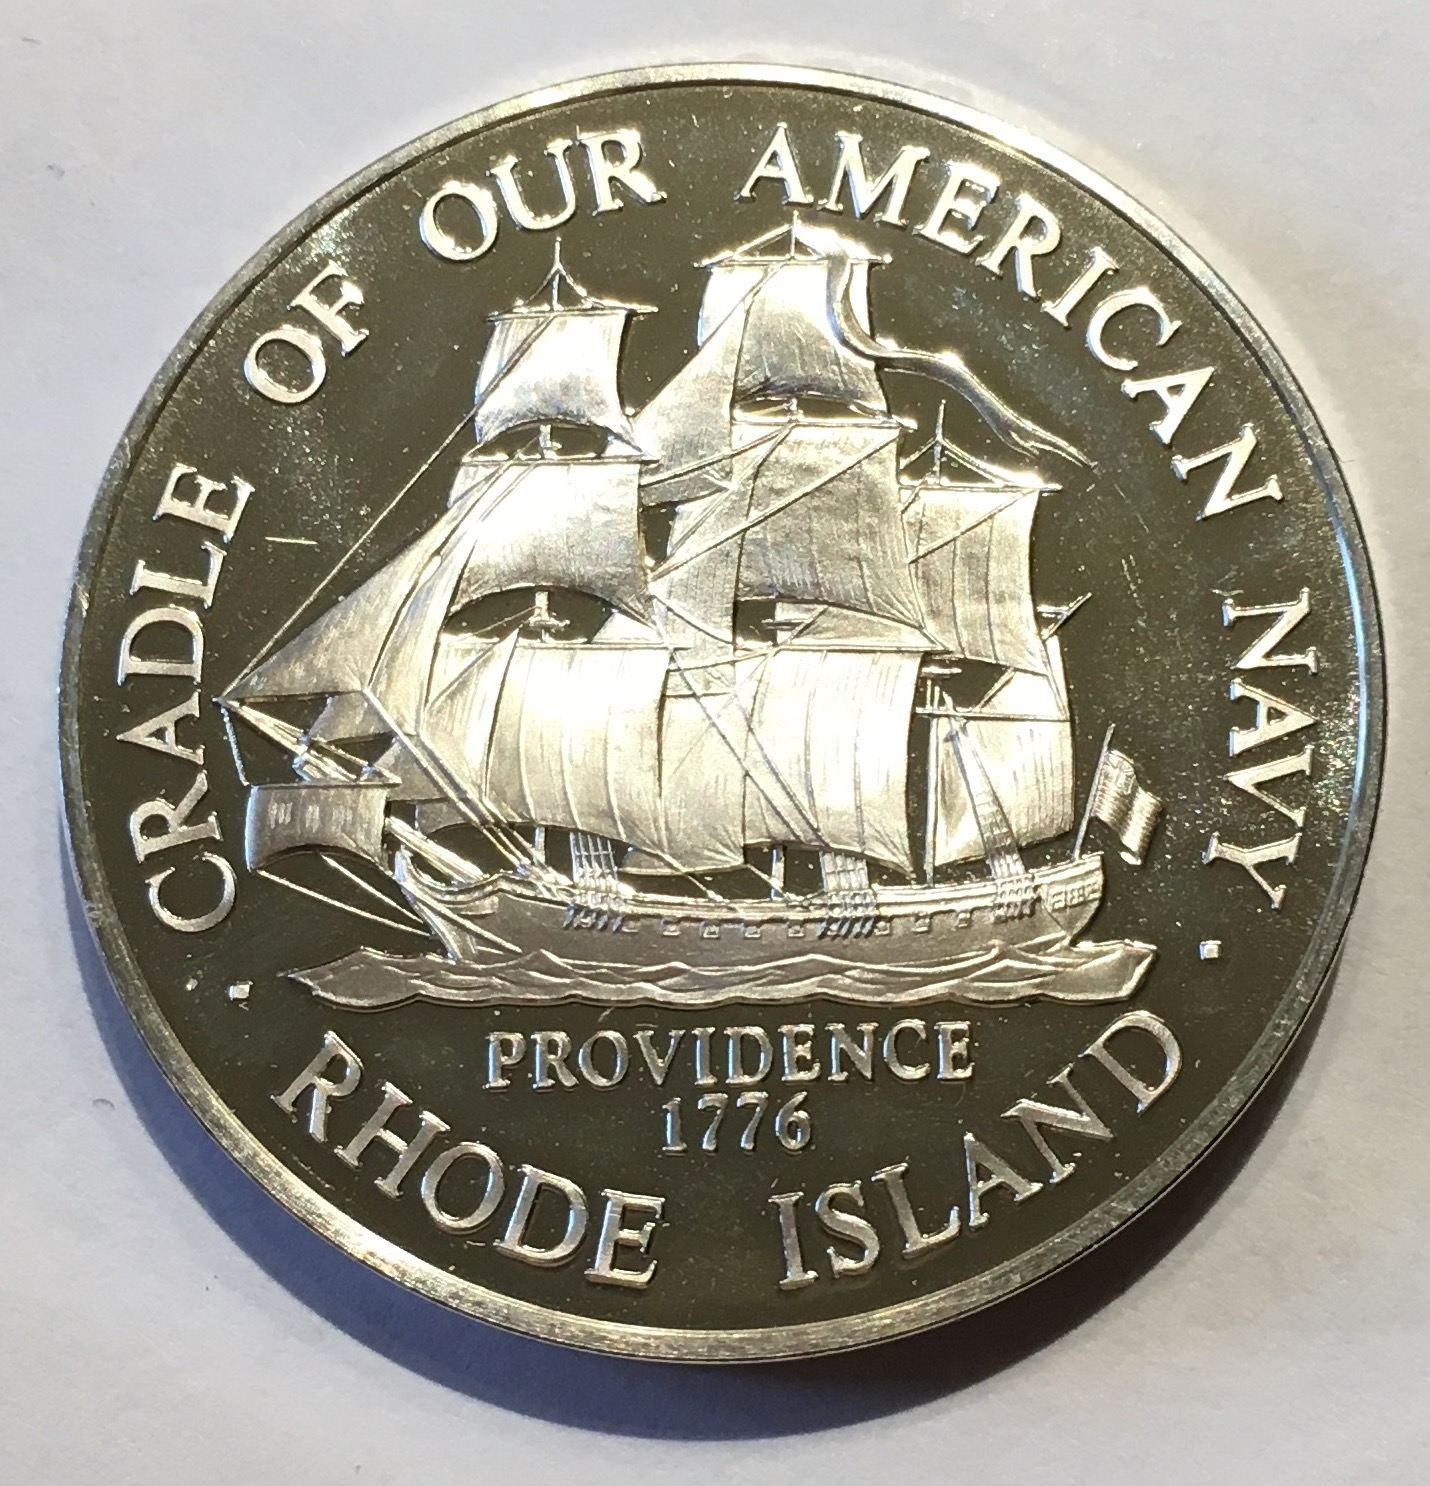 CRADLE OF OUR AMERICAN NAVY
PROVIDENCE
1776
· RHODE ISLAND ·